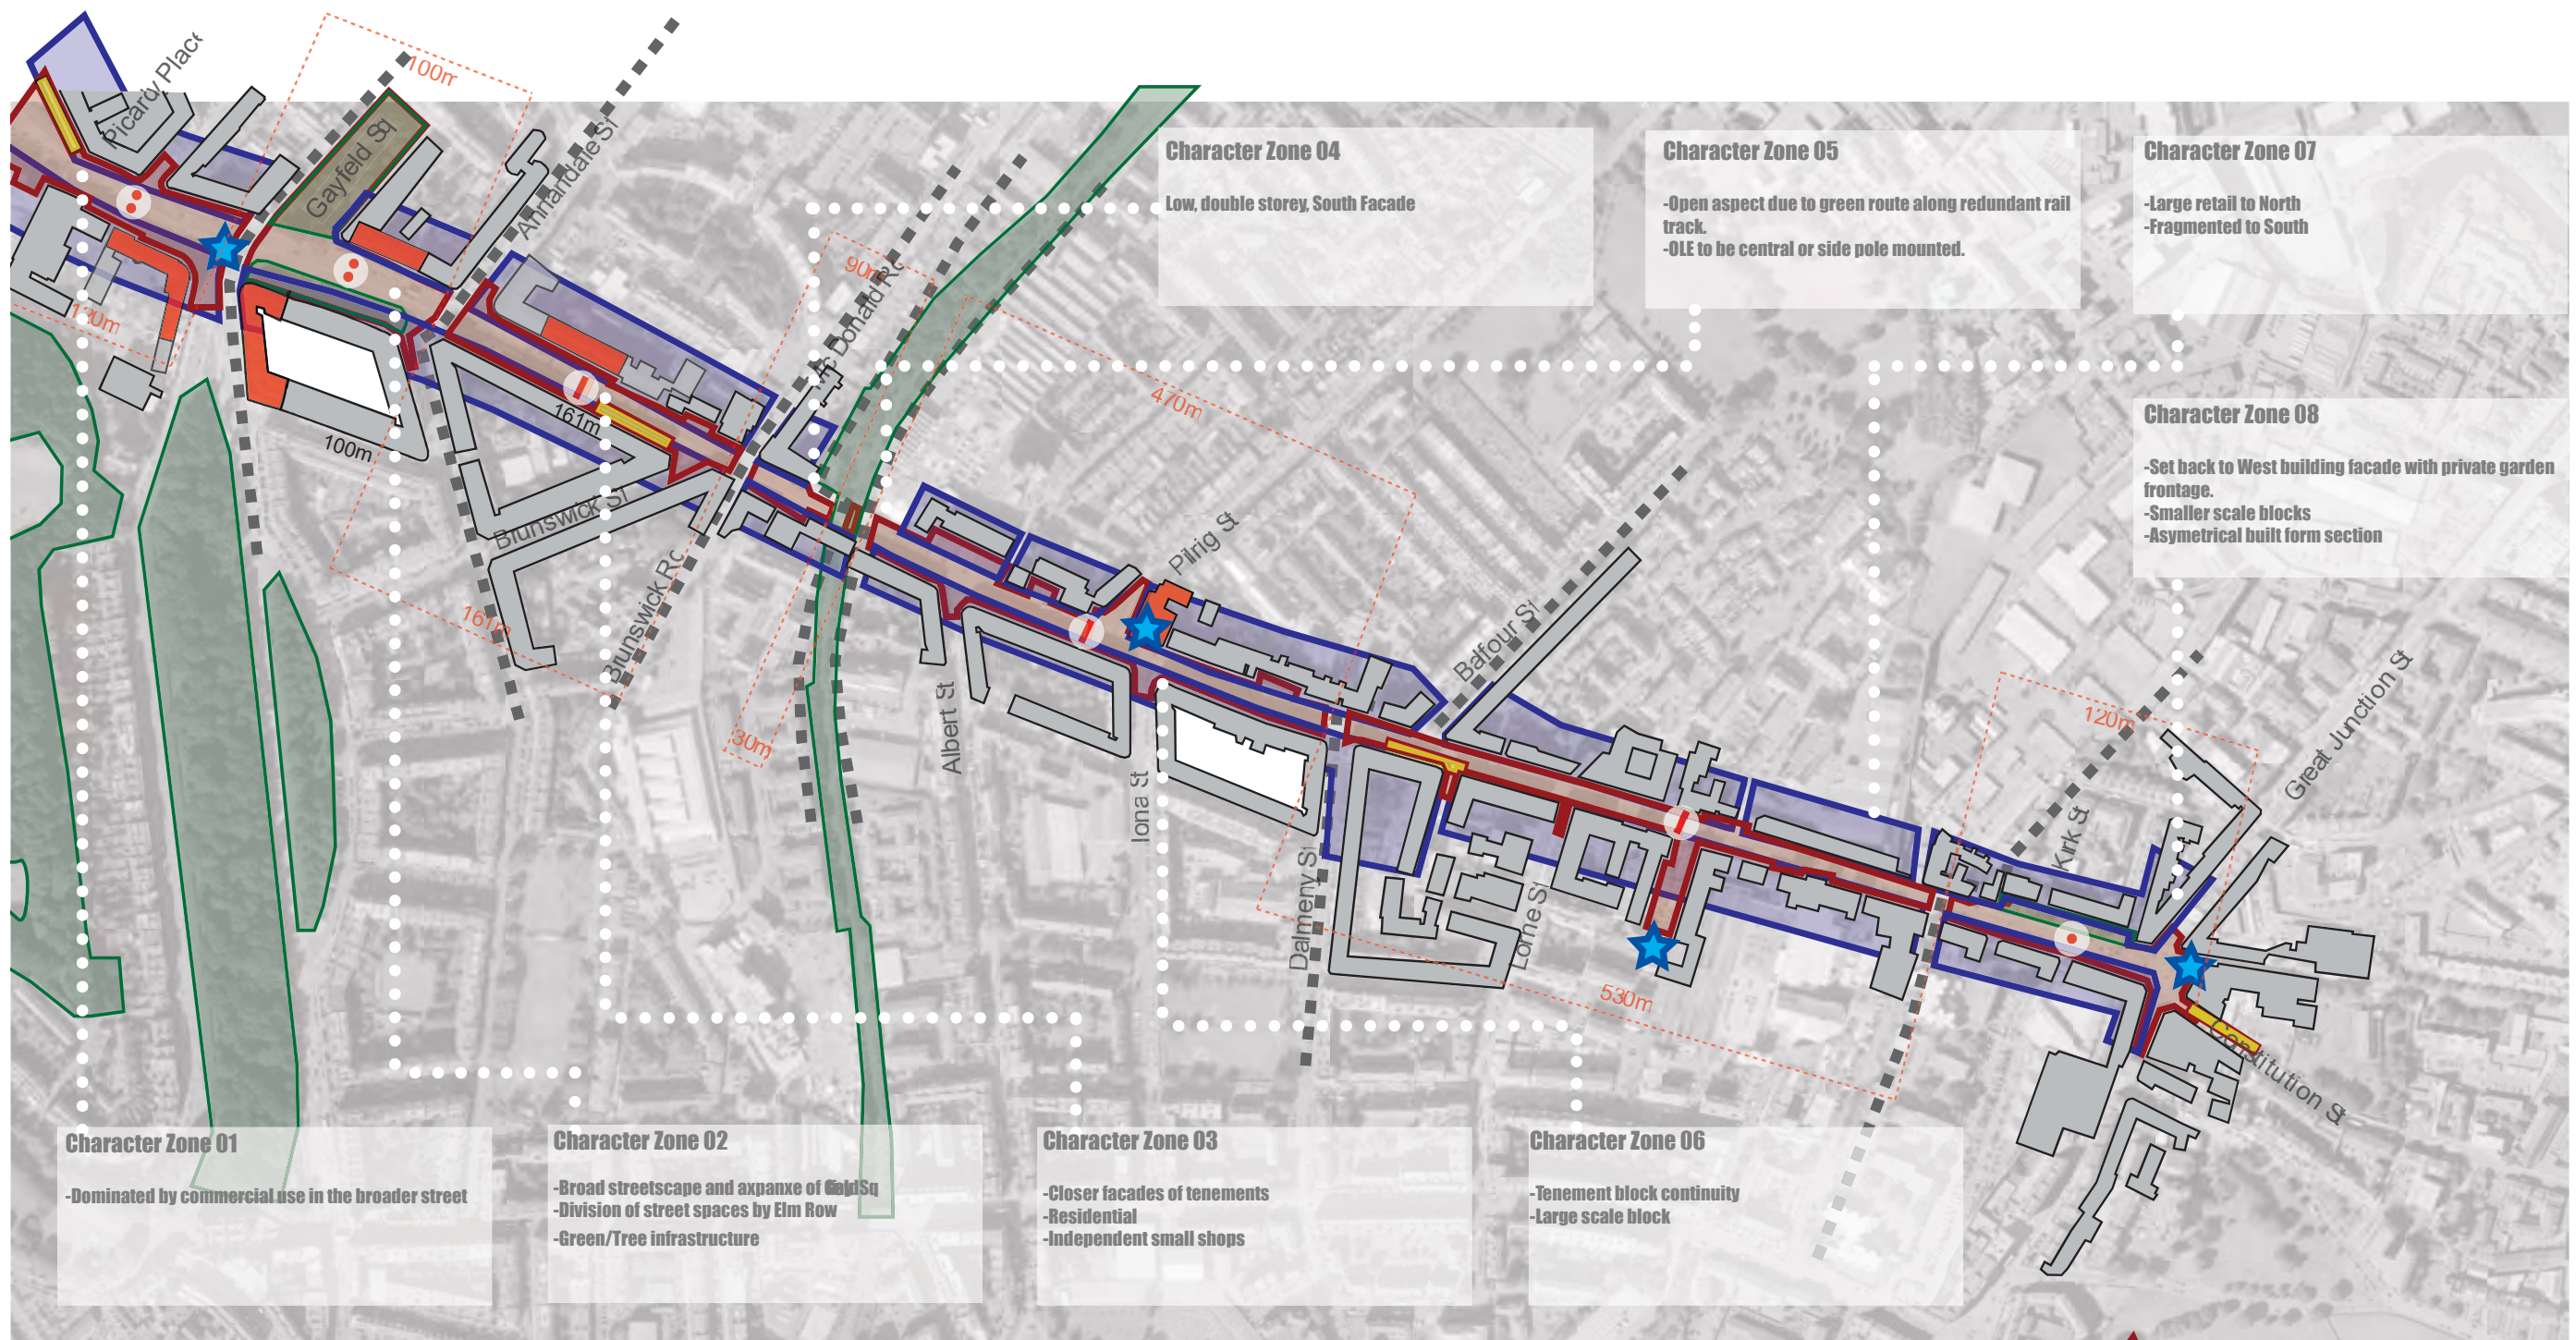 Picardy Place
100m
Gayfeld Sq
Annandale St
120m
90m
Mc Donald Rd
Character Zone 04
Low, double storey, South Facade
Character Zone 05
-Open aspect due to green route along redundant rail
track.
-OLE to be central or side pole mounted.
Character Zone 07
-Large retail to North
-Fragmented to South
Character Zone 08
-Set back to West building facade with private garden
frontage.
-Smaller scale blocks
-Asymetrical built form section
161m
100m
470m
Brunswick St
Brunswick Rd
161m
30m
Pilrig St
Albert St
Iona St
Balfour St
Dalmeny St
Lorne St
530m
120m
Kirk St
Great Junction St
Constitution St
Character Zone 01
-Dominated by commercial use in the broader street
Character Zone 02
-Broad streetscape and axpanxe of Sq
-Division of street spaces by Elm Row
-Green/Tree infrastructure
Character Zone 03
-Closer facades of tenements
-Residential
-Independent small shops
Character Zone 06
-Tenement block continuity
-Large scale block